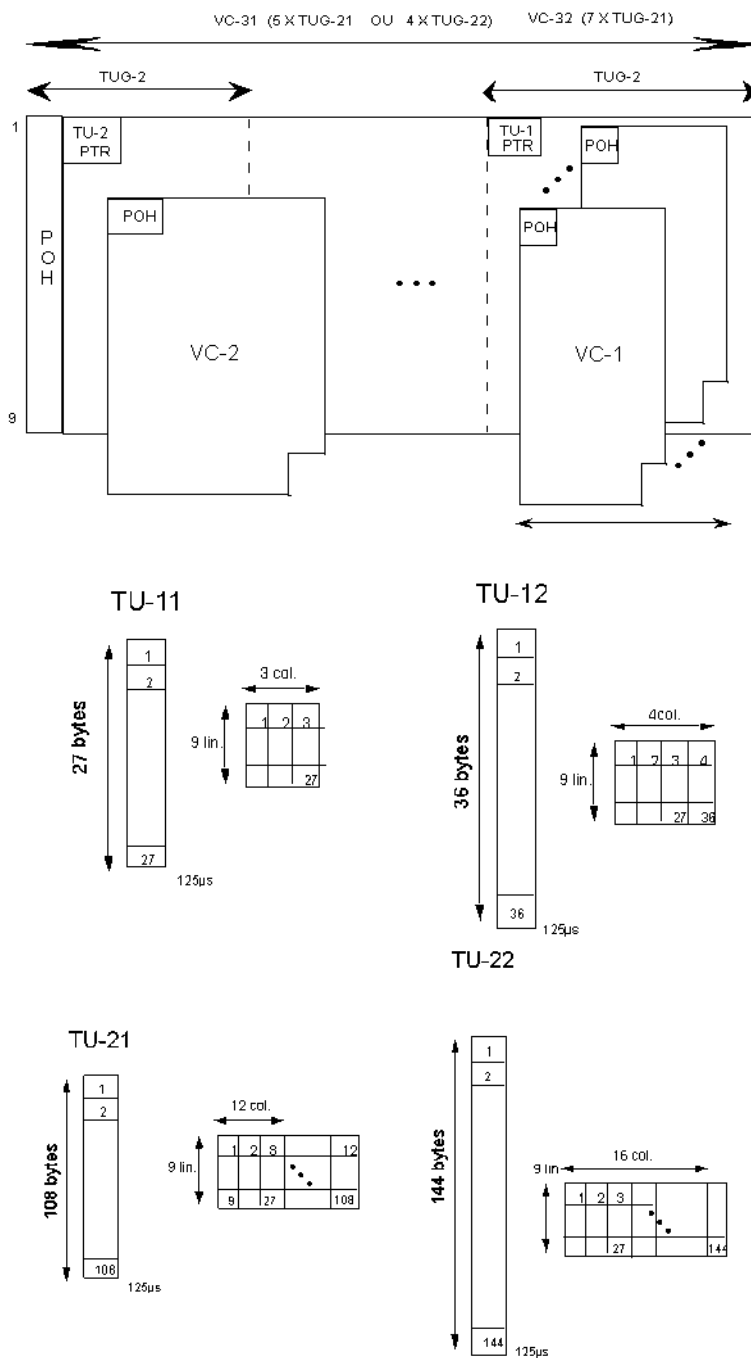 VC-31 (5 X TUG-21 OU 4 X TUG-22) VC-32 (7 X TUG-21)
TUG-2 TUG-2
1
TU-2
PTR
TU-1
PTR
POH
POH
POH
POH
VC-2
VC-1
9
TU-11
27 bytes
1
2
27
125µs
3 col.
9 lin.
1 2 3
27
TU-12
36 bytes
1
2
36
125µs
4col.
9 lin.
1 2 3 4
27 36
TU-21
108 bytes
1
2
108
125µs
12 col.
9 lin.
1 2 3 12
9 27 108
TU-22
144 bytes
1
2
144
125µs
16 col.
9 lin
1 2 3
27 144